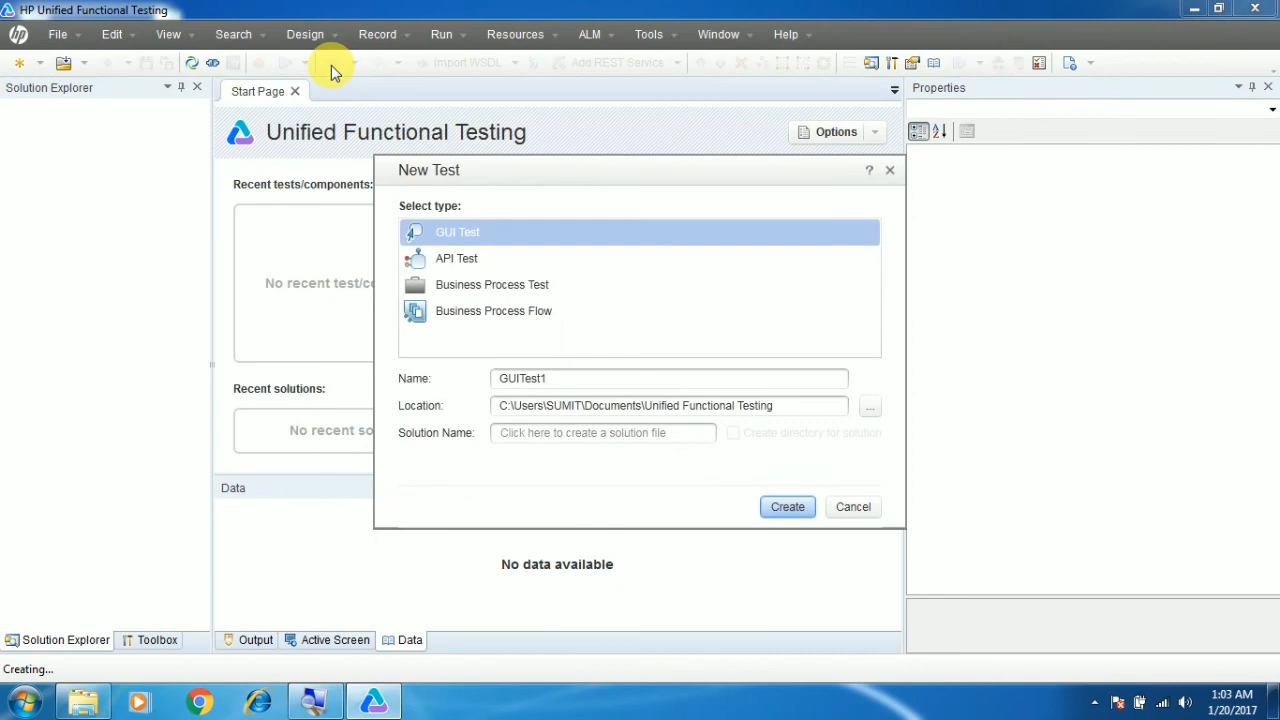 HP Unified Functional Testing
File Edit View Search Design Record Run Resources ALM Tools Window Help
Import WSDL Add REST Service
Solution Explorer
Start Page
Properties
Unified Functional Testing
Options
New Test
Recent tests/components:
Select type:
GUI Test
API Test
No recent test/co
Business Process Test
Business Process Flow
Name: GUITest1
Recent solutions:
Location: C:\Users\SUMIT\Documents\Unified Functional Testing ...
No recent so
Solution Name: Click here to create a solution file Create directory for solution
Data
Create Cancel
No data available
Solution Explorer Toolbox Output Active Screen Data
Creating...
1:03 AM
1/20/2017